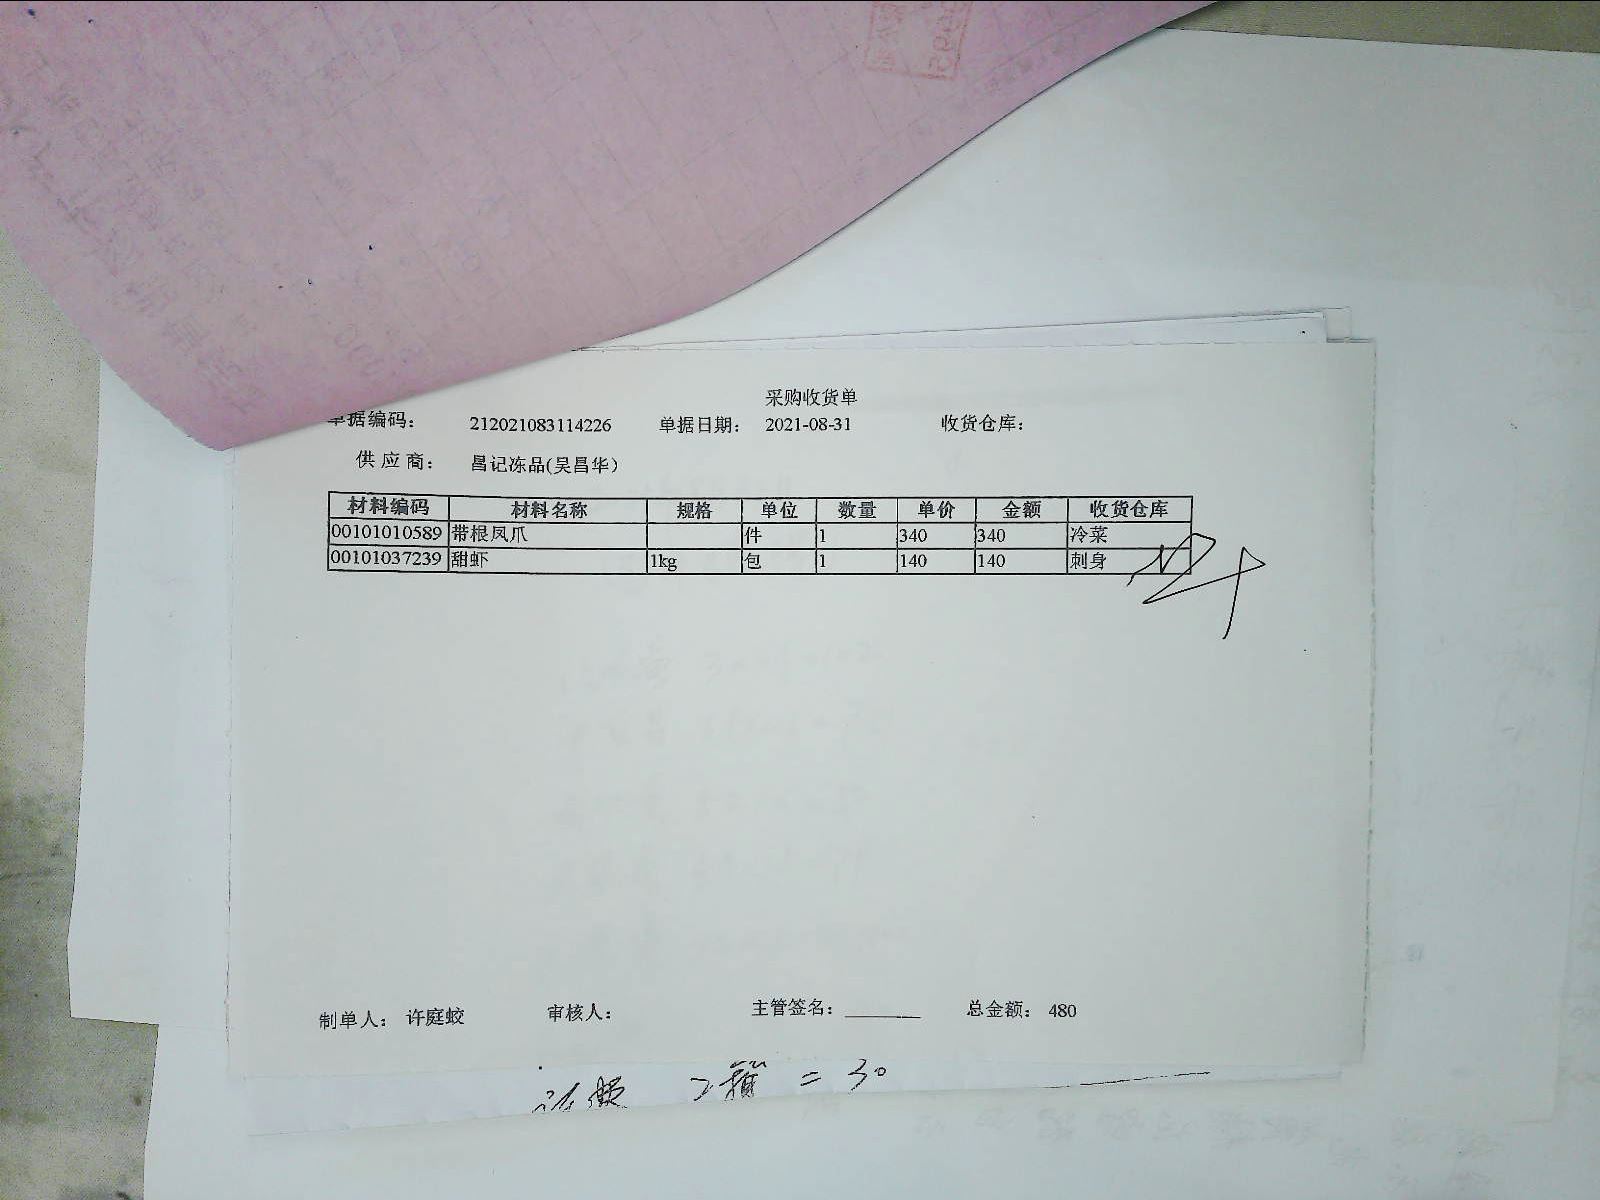 采购收货单
单据编码： 212021083114226 单据日期： 2021-08-31 收货仓库：
供 应 商： 昌记冻品(吴昌华)
材料编码 材料名称 规格 单位 数量 单价 金额 收货仓库
00101010589 带根凤爪 件 1 340 340 冷菜
00101037239 甜虾 1kg 包 1 140 140 刺身
制单人： 许庭蛟 审核人： 主管签名： ______ 总金额： 480
2箱 = 30